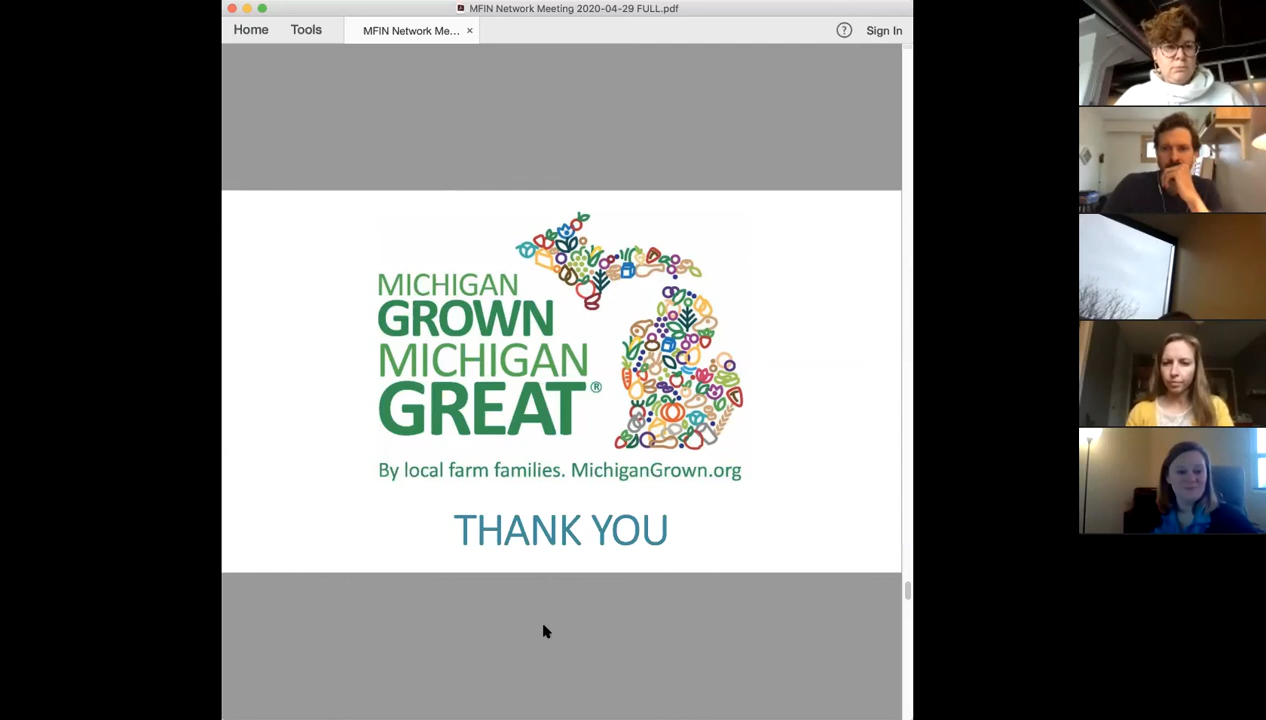 MFIN Network Meeting 2020-04-29 FULL.pdf
Home Tools MFIN Network Me... × ? Sign In
MICHIGAN
GROWN
MICHIGAN
GREAT®
By local farm families. MichiganGrown.org
THANK YOU